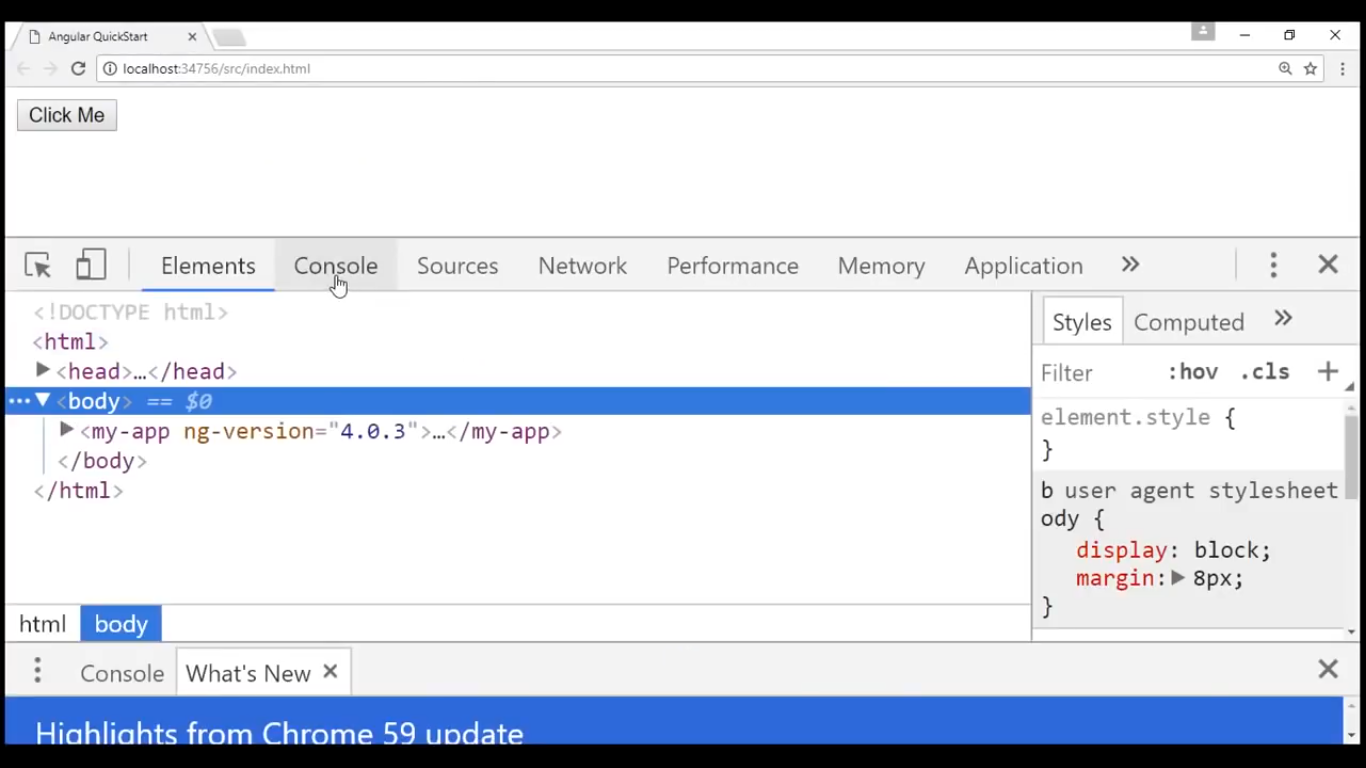 Angular QuickStart
localhost:34756/src/index.html
Click Me
Elements Console Sources Network Performance Memory Application »
<!DOCTYPE html>
<html>
<head>…</head>
<body> == $0
<my-app ng-version="4.0.3">…</my-app>
</body>
</html>
html body
Styles Computed »
Filter :hov .cls +
element.style {
}
b user agent stylesheet
ody {
display: block;
margin: 8px;
}
Console What's New
Highlights from Chrome 59 update